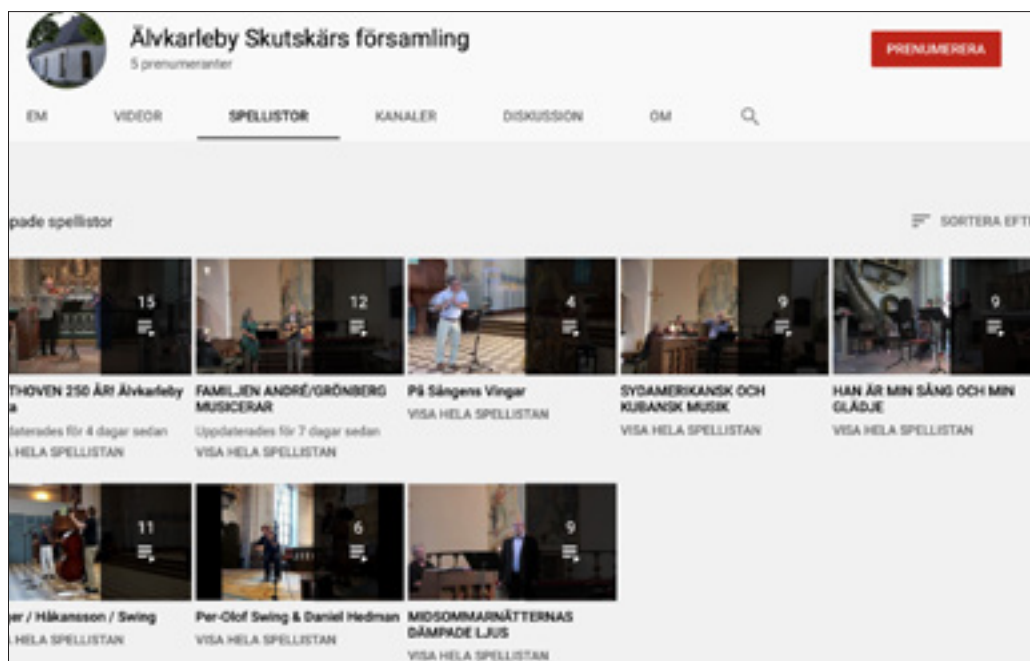 Älvkarleby Skutskärs församling
5 prenumeranter
PRENUMERERA
EM VIDEOR SPELLISTOR KANALER DISKUSSION OM
pade spellistor
SORTERA EFTE
15
12
4
9
9
THOVEN 250 ÅR! Älvkarleby
a
daterades för 4 dagar sedan
HELA SPELLISTAN
FAMILJEN ANDRÉ/GRÖNBERG
MUSICERAR
Uppdaterades för 7 dagar sedan
VISA HELA SPELLISTAN
På Sångens Vingar
VISA HELA SPELLISTAN
SYDAMERIKANSK OCH
KUBANSK MUSIK
VISA HELA SPELLISTAN
HAN ÄR MIN SÅNG OCH MIN
GLÄDJE
VISA HELA SPELLISTAN
11
6
9
er / Håkansson / Swing
HELA SPELLISTAN
Per-Olof Swing & Daniel Hedman
VISA HELA SPELLISTAN
MIDSOMMARNÄTTERNAS
DÄMPADE LJUS
VISA HELA SPELLISTAN